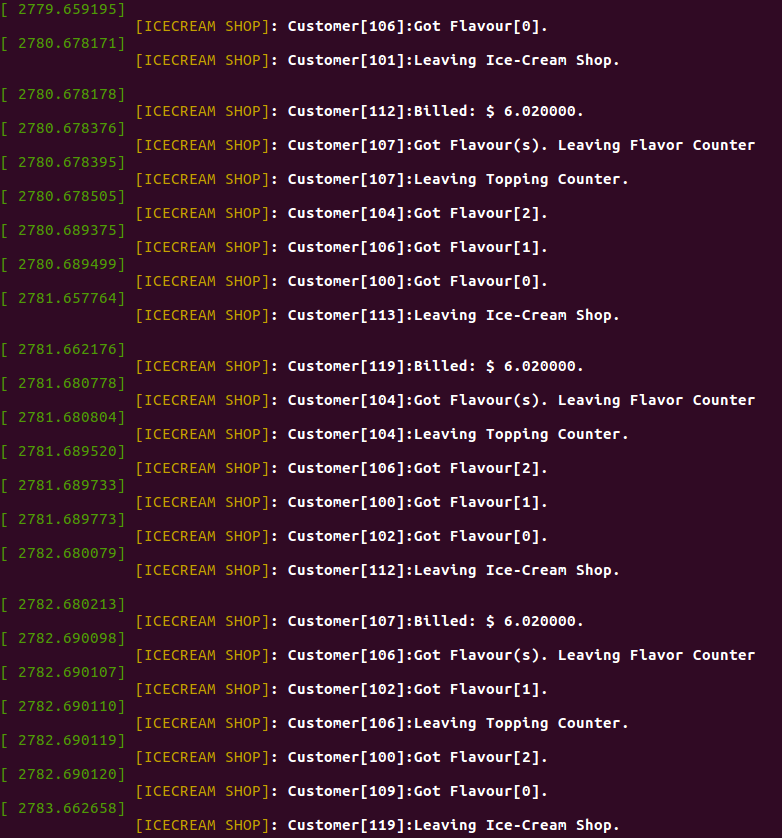 [ 2779.659195]
[ICECREAM SHOP]: Customer[106]:Got Flavour[0].
[ 2780.678171]
[ICECREAM SHOP]: Customer[101]:Leaving Ice-Cream Shop.
[ 2780.678178]
[ICECREAM SHOP]: Customer[112]:Billed: $ 6.020000.
[ 2780.678376]
[ICECREAM SHOP]: Customer[107]:Got Flavour(s). Leaving Flavor Counter
[ 2780.678395]
[ICECREAM SHOP]: Customer[107]:Leaving Topping Counter.
[ 2780.678505]
[ICECREAM SHOP]: Customer[104]:Got Flavour[2].
[ 2780.689375]
[ICECREAM SHOP]: Customer[106]:Got Flavour[1].
[ 2780.689499]
[ICECREAM SHOP]: Customer[100]:Got Flavour[0].
[ 2781.657764]
[ICECREAM SHOP]: Customer[113]:Leaving Ice-Cream Shop.
[ 2781.662176]
[ICECREAM SHOP]: Customer[119]:Billed: $ 6.020000.
[ 2781.680778]
[ICECREAM SHOP]: Customer[104]:Got Flavour(s). Leaving Flavor Counter
[ 2781.680804]
[ICECREAM SHOP]: Customer[104]:Leaving Topping Counter.
[ 2781.689520]
[ICECREAM SHOP]: Customer[106]:Got Flavour[2].
[ 2781.689733]
[ICECREAM SHOP]: Customer[100]:Got Flavour[1].
[ 2781.689773]
[ICECREAM SHOP]: Customer[102]:Got Flavour[0].
[ 2782.680079]
[ICECREAM SHOP]: Customer[112]:Leaving Ice-Cream Shop.
[ 2782.680213]
[ICECREAM SHOP]: Customer[107]:Billed: $ 6.020000.
[ 2782.690098]
[ICECREAM SHOP]: Customer[106]:Got Flavour(s). Leaving Flavor Counter
[ 2782.690107]
[ICECREAM SHOP]: Customer[102]:Got Flavour[1].
[ 2782.690110]
[ICECREAM SHOP]: Customer[106]:Leaving Topping Counter.
[ 2782.690119]
[ICECREAM SHOP]: Customer[100]:Got Flavour[2].
[ 2782.690120]
[ICECREAM SHOP]: Customer[109]:Got Flavour[0].
[ 2783.662658]
[ICECREAM SHOP]: Customer[119]:Leaving Ice-Cream Shop.